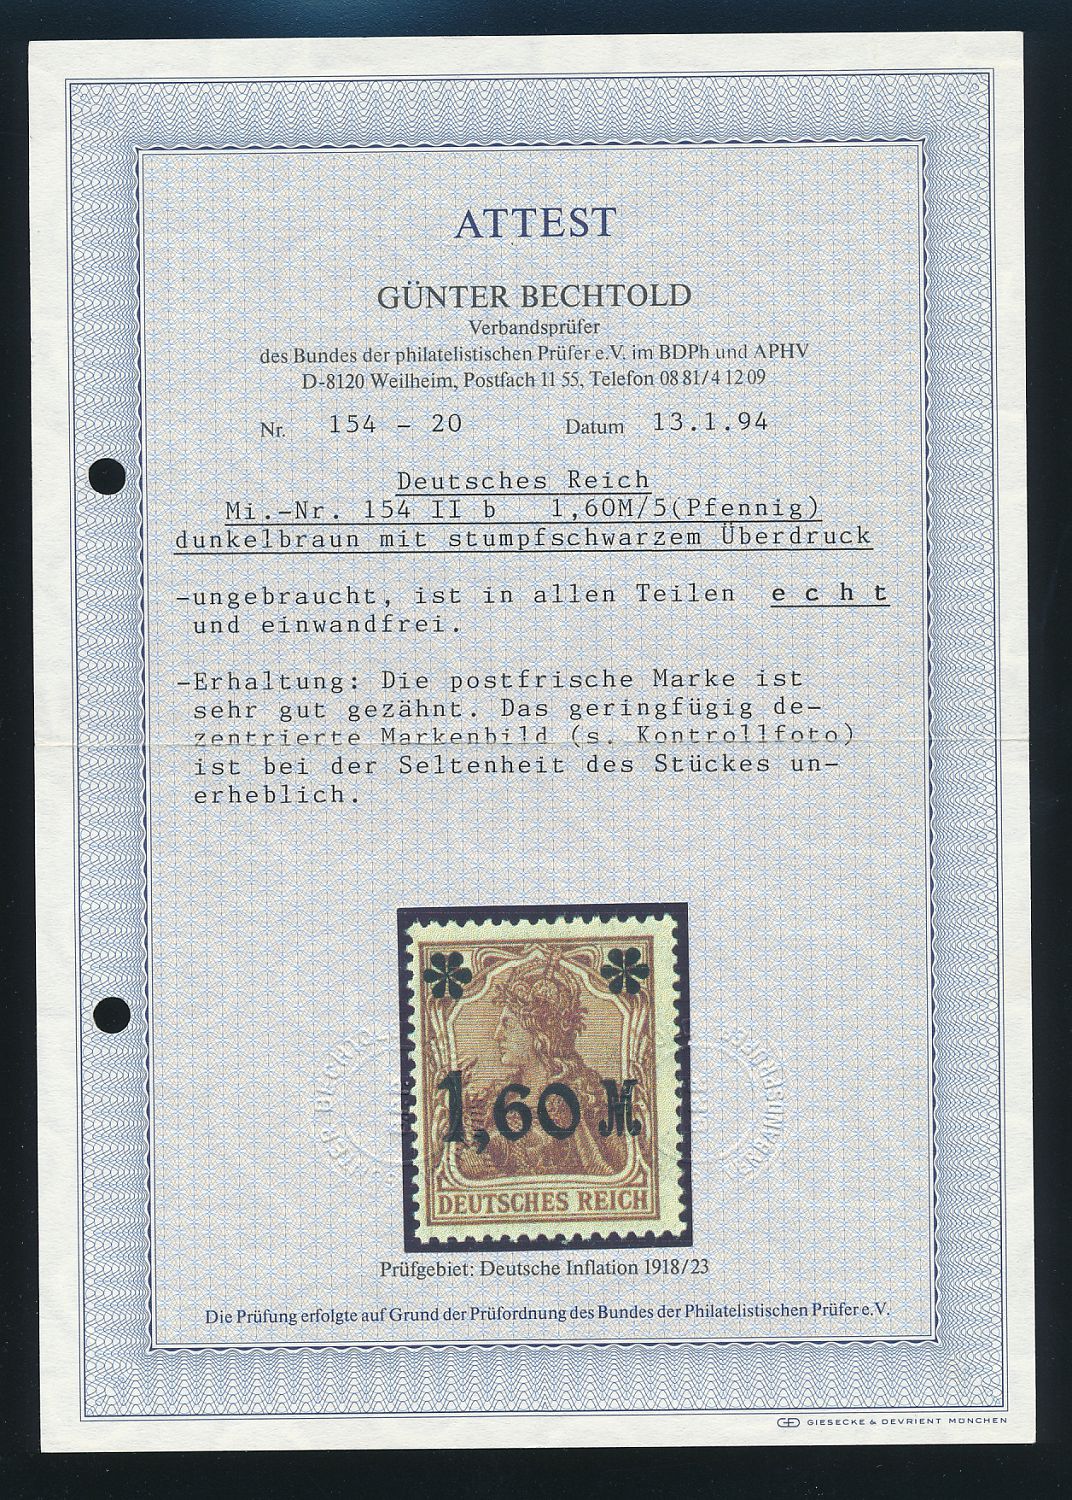 ATTEST
GÜNTER BECHTOLD
Verbandsprüfer
des Bundes der philatelistischen Prüfer e.V. im BDPh und APHV
D-8120 Weilheim, Postfach 11 55, Telefon 08 81/4 12 09
Nr. 154 - 20 Datum 13.1.94
Deutsches Reich
Mi.-Nr. 154 II b 1,60M/5(Pfennig)
dunkelbraun mit stumpfschwarzem Überdruck
-ungebraucht, ist in allen Teilen e c h t
und einwandfrei.
-Erhaltung: Die postfrische Marke ist
sehr gut gezähnt. Das geringfügig de-
zentrierte Markenbild (s. Kontrollfoto)
ist bei der Seltenheit des Stückes un-
erheblich.
1,60 M
DEUTSCHES REICH
Prüfgebiet: Deutsche Inflation 1918/23
Die Prüfung erfolgte auf Grund der Prüfordnung des Bundes der Philatelistischen Prüfer e.V.
GIESECKE & DEVRIENT MÜNCHEN